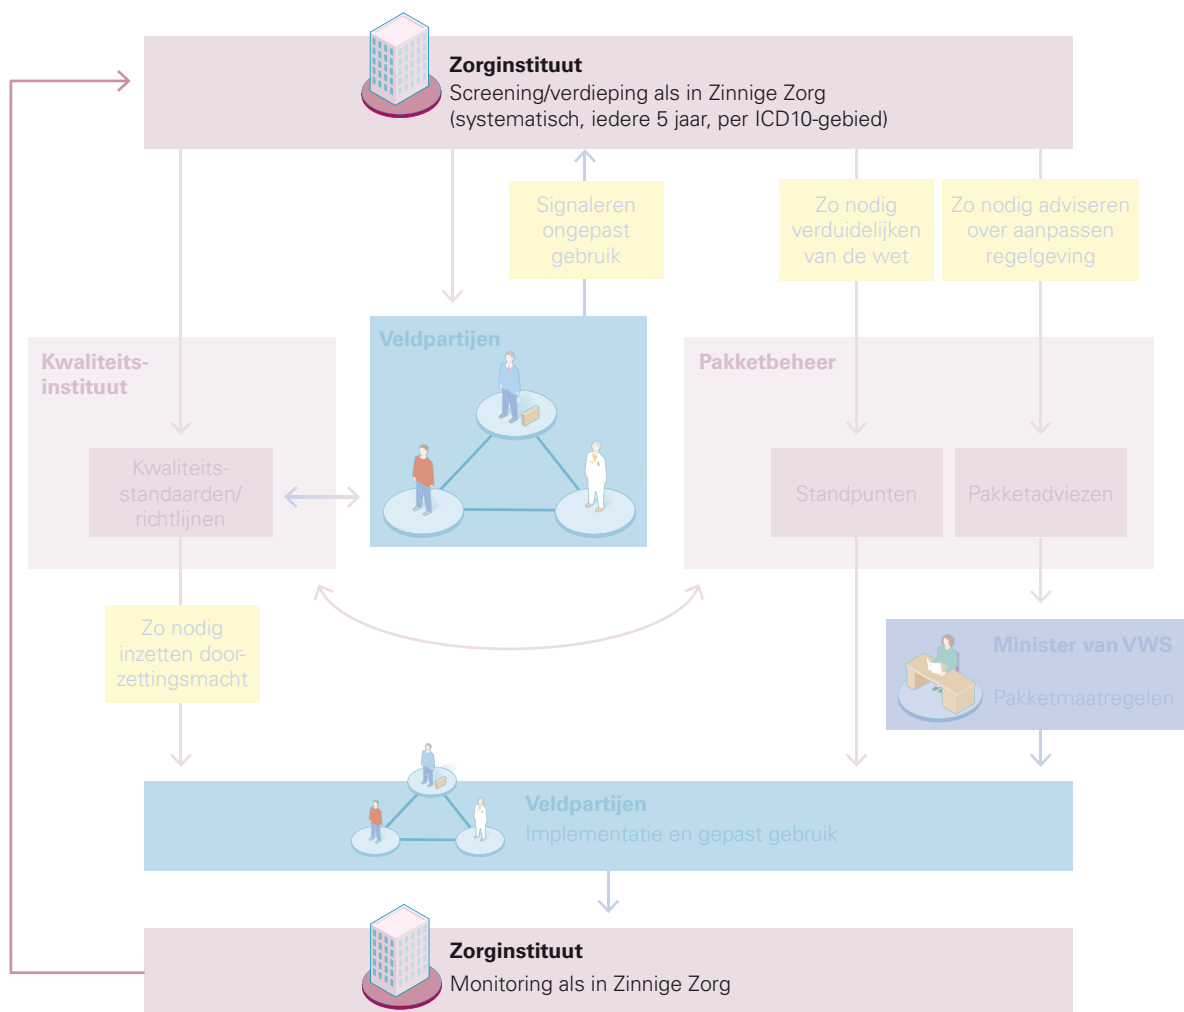 Zorginstituut
Screening/verdieping als in Zinnige Zorg
(systematisch, iedere 5 jaar, per ICD10-gebied)
Signaleren
ongepast
gebruik
Zo nodig
verduidelijken
van de wet
Zo nodig adviseren
over aanpassen
regelgeving
Kwaliteits-
instituut
Veldpartijen
Pakketbeheer
Kwaliteits-
standaarden/
richtlijnen
Standpunten
Pakketadviezen
Zo nodig
inzetten door-
zettingsmacht
Minister van VWS
Pakketmaatregelen
Veldpartijen
Implementatie en gepast gebruik
Zorginstituut
Monitoring als in Zinnige Zorg